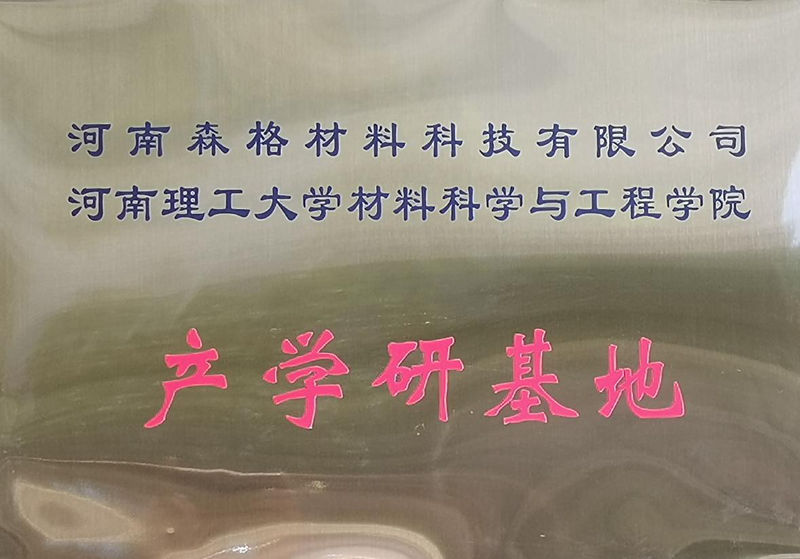 河南森格材料科技有限公司
河南理工大学材料科学与工程学院
产学研基地